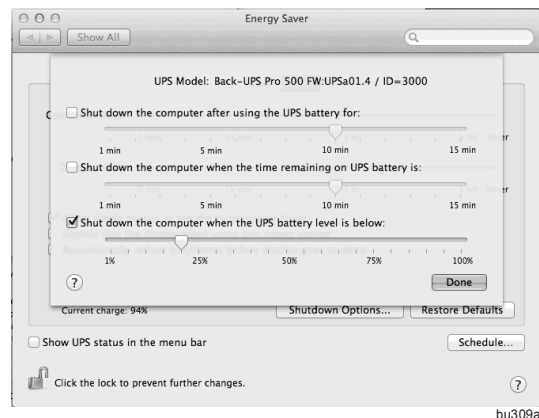 Energy Saver
Show All
UPS Model: Back-UPS Pro 500 FW:UPSa01.4 / ID=3000
Shut down the computer after using the UPS battery for:
1 min 5 min 10 min 15 min
Shut down the computer when the time remaining on UPS battery is:
1 min 5 min 10 min 15 min
Shut down the computer when the UPS battery level is below:
1% 25% 50% 75% 100%
? Done
Current charge: 94% Shutdown Options... Restore Defaults
Show UPS status in the menu bar Schedule...
Click the lock to prevent further changes. ?
bu309a